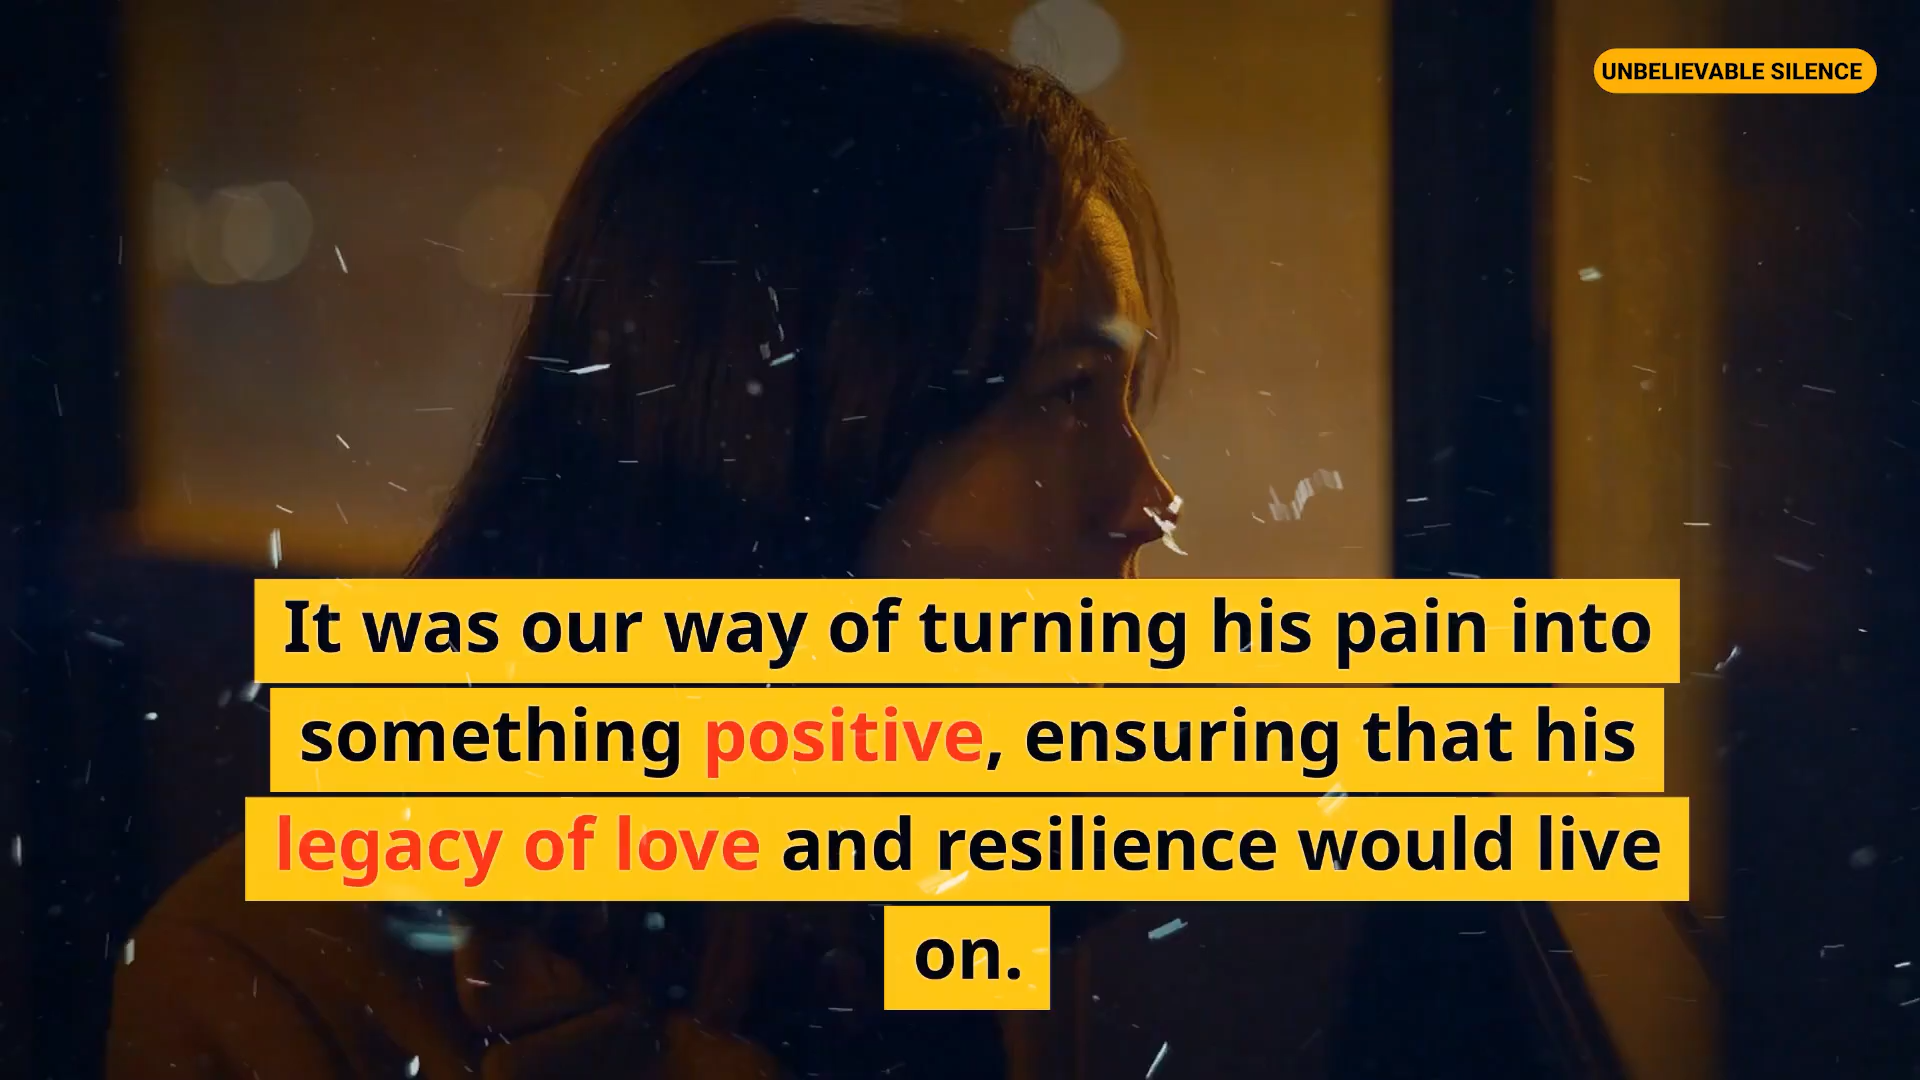 UNBELIEVABLE SILENCE
It was our way of turning his pain into
something positive, ensuring that his
legacy of love and resilience would live
on.